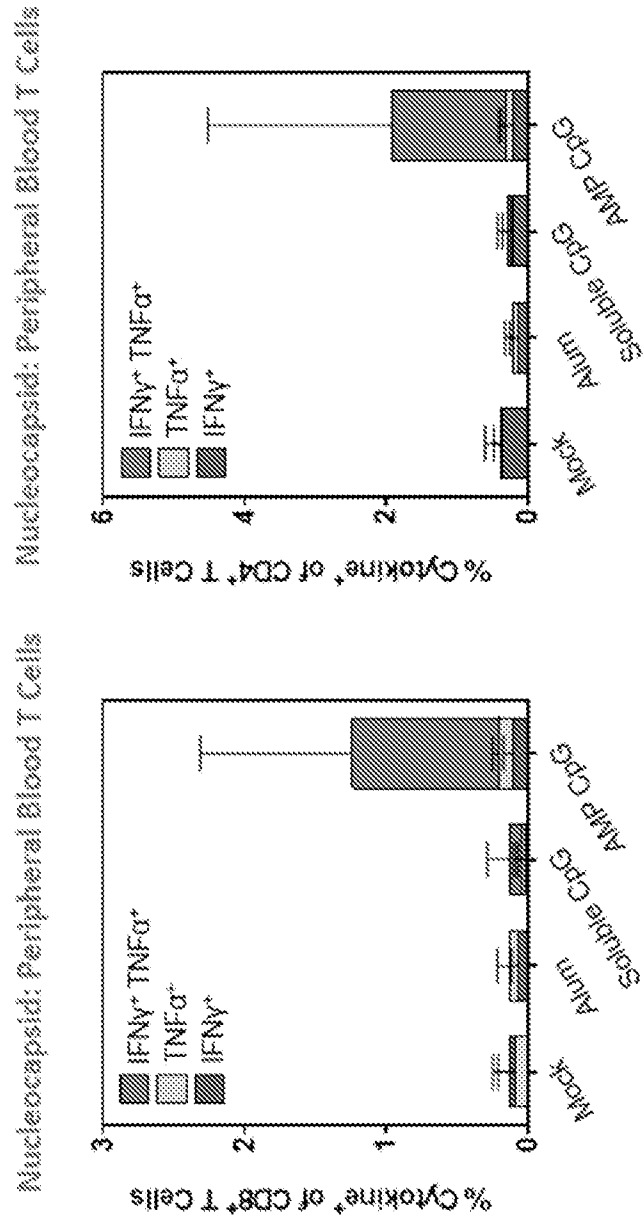 Nucleocapsid: Peripheral Blood T Cells
% Cytokine⁺ of CD8⁺ T Cells
3
2
1
0
IFNγ⁺ TNFα⁺
TNFα⁺
IFNγ⁺
Mock
Alum
Soluble CpG
AMP CpG
Nucleocapsid: Peripheral Blood T Cells
% Cytokine⁺ of CD4⁺ T Cells
6
4
2
0
IFNγ⁺ TNFα⁺
TNFα⁺
IFNγ⁺
Mock
Alum
Soluble CpG
AMP CpG